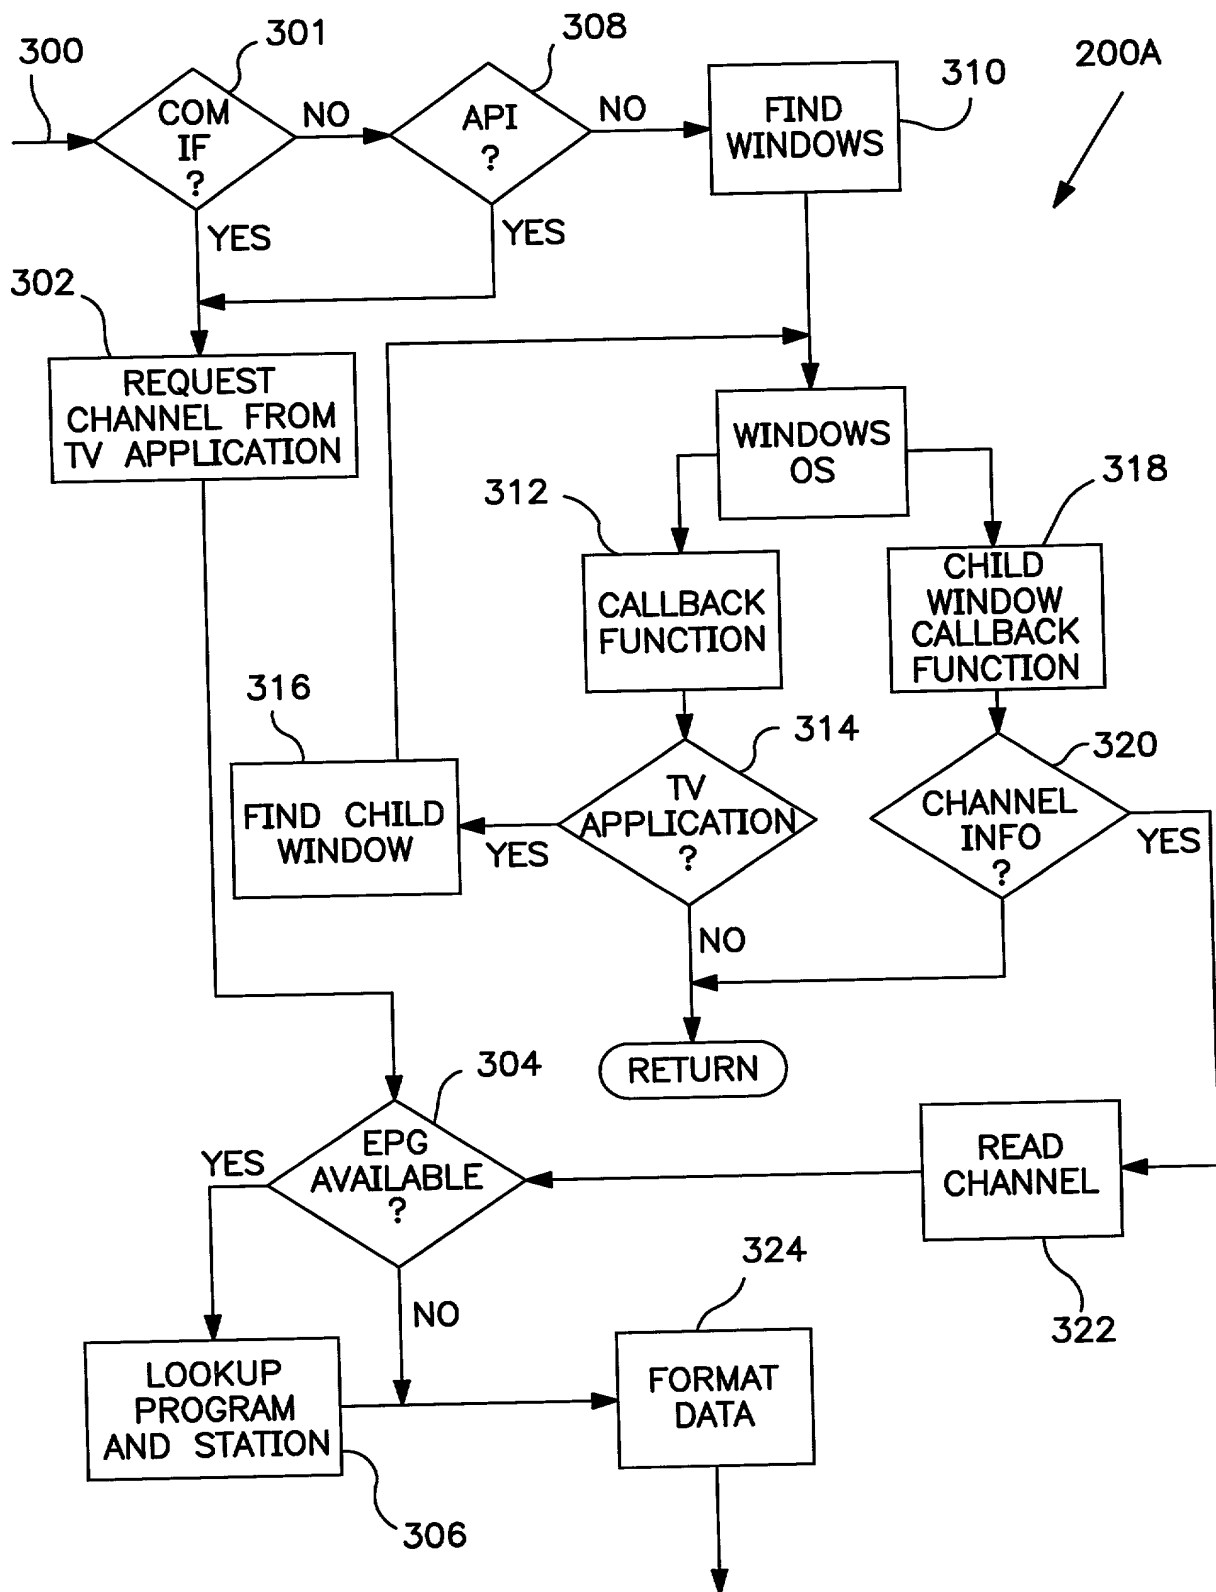 300
301
308
200A
310
COM
IF
?
NO
API
?
NO
FIND
WINDOWS
YES
YES
302
REQUEST
CHANNEL FROM
TV APPLICATION
WINDOWS
OS
312
318
CALLBACK
FUNCTION
CHILD
WINDOW
CALLBACK
FUNCTION
316
314
320
FIND CHILD
WINDOW
YES
TV
APPLICATION
?
CHANNEL
INFO
?
YES
NO
RETURN
304
EPG
AVAILABLE
?
YES
NO
READ
CHANNEL
322
324
LOOKUP
PROGRAM
AND STATION
306
FORMAT
DATA